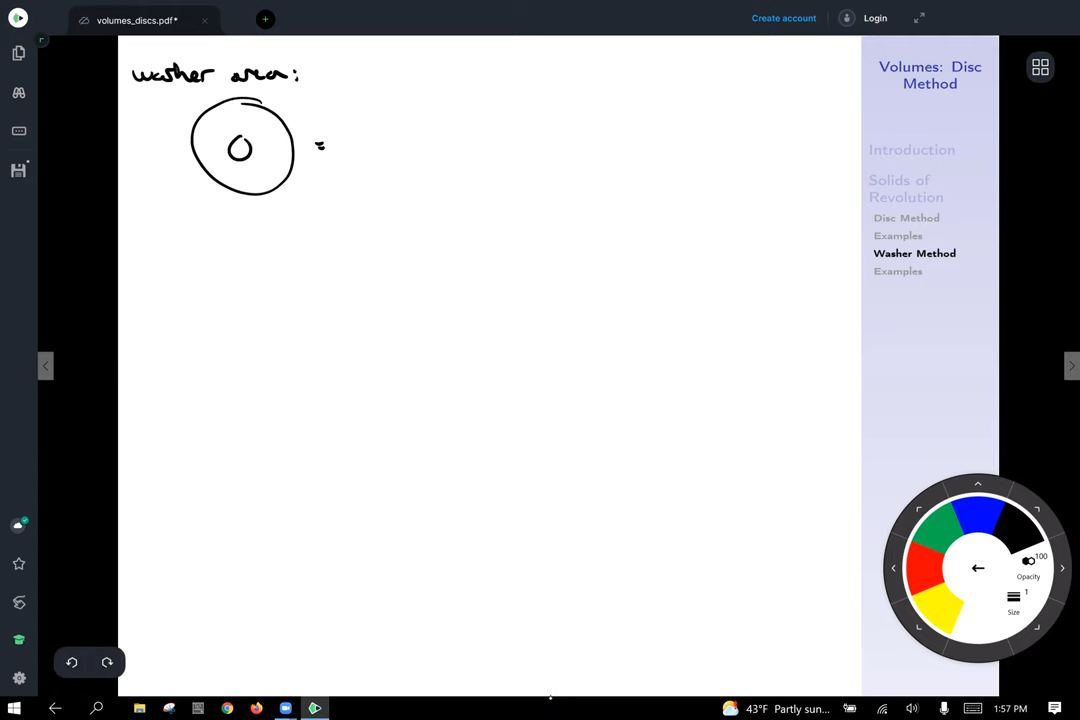 volumes_discs.pdf*
Create account
Login
washer area:
=
Volumes: Disc
Method
Introduction
Solids of
Revolution
Disc Method
Examples
Washer Method
Examples
100
Opacity
1
Size
43°F Partly sun...
1:57 PM